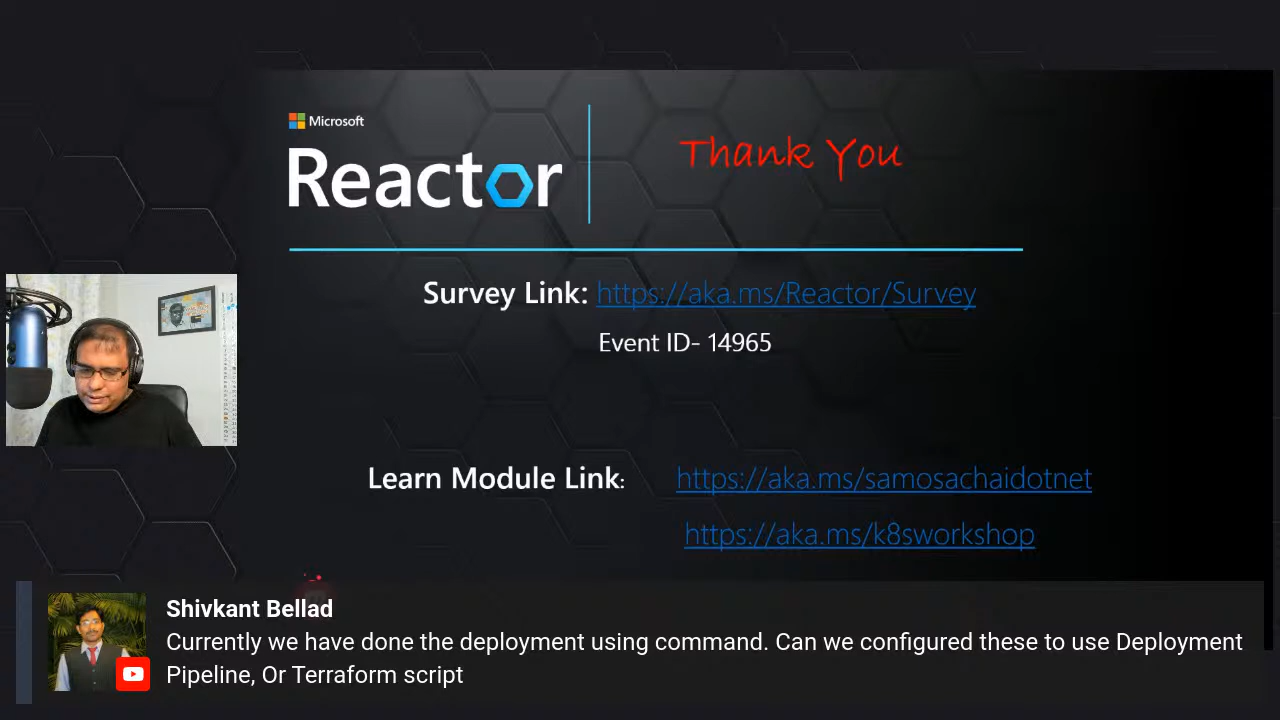 Microsoft
Reactor
Thank You
Survey Link: https://aka.ms/Reactor/Survey
Event ID- 14965
Learn Module Link: https://aka.ms/samosachaidotnet
https://aka.ms/k8sworkshop
Shivkant Bellad
Currently we have done the deployment using command. Can we configured these to use Deployment
Pipeline, Or Terraform script